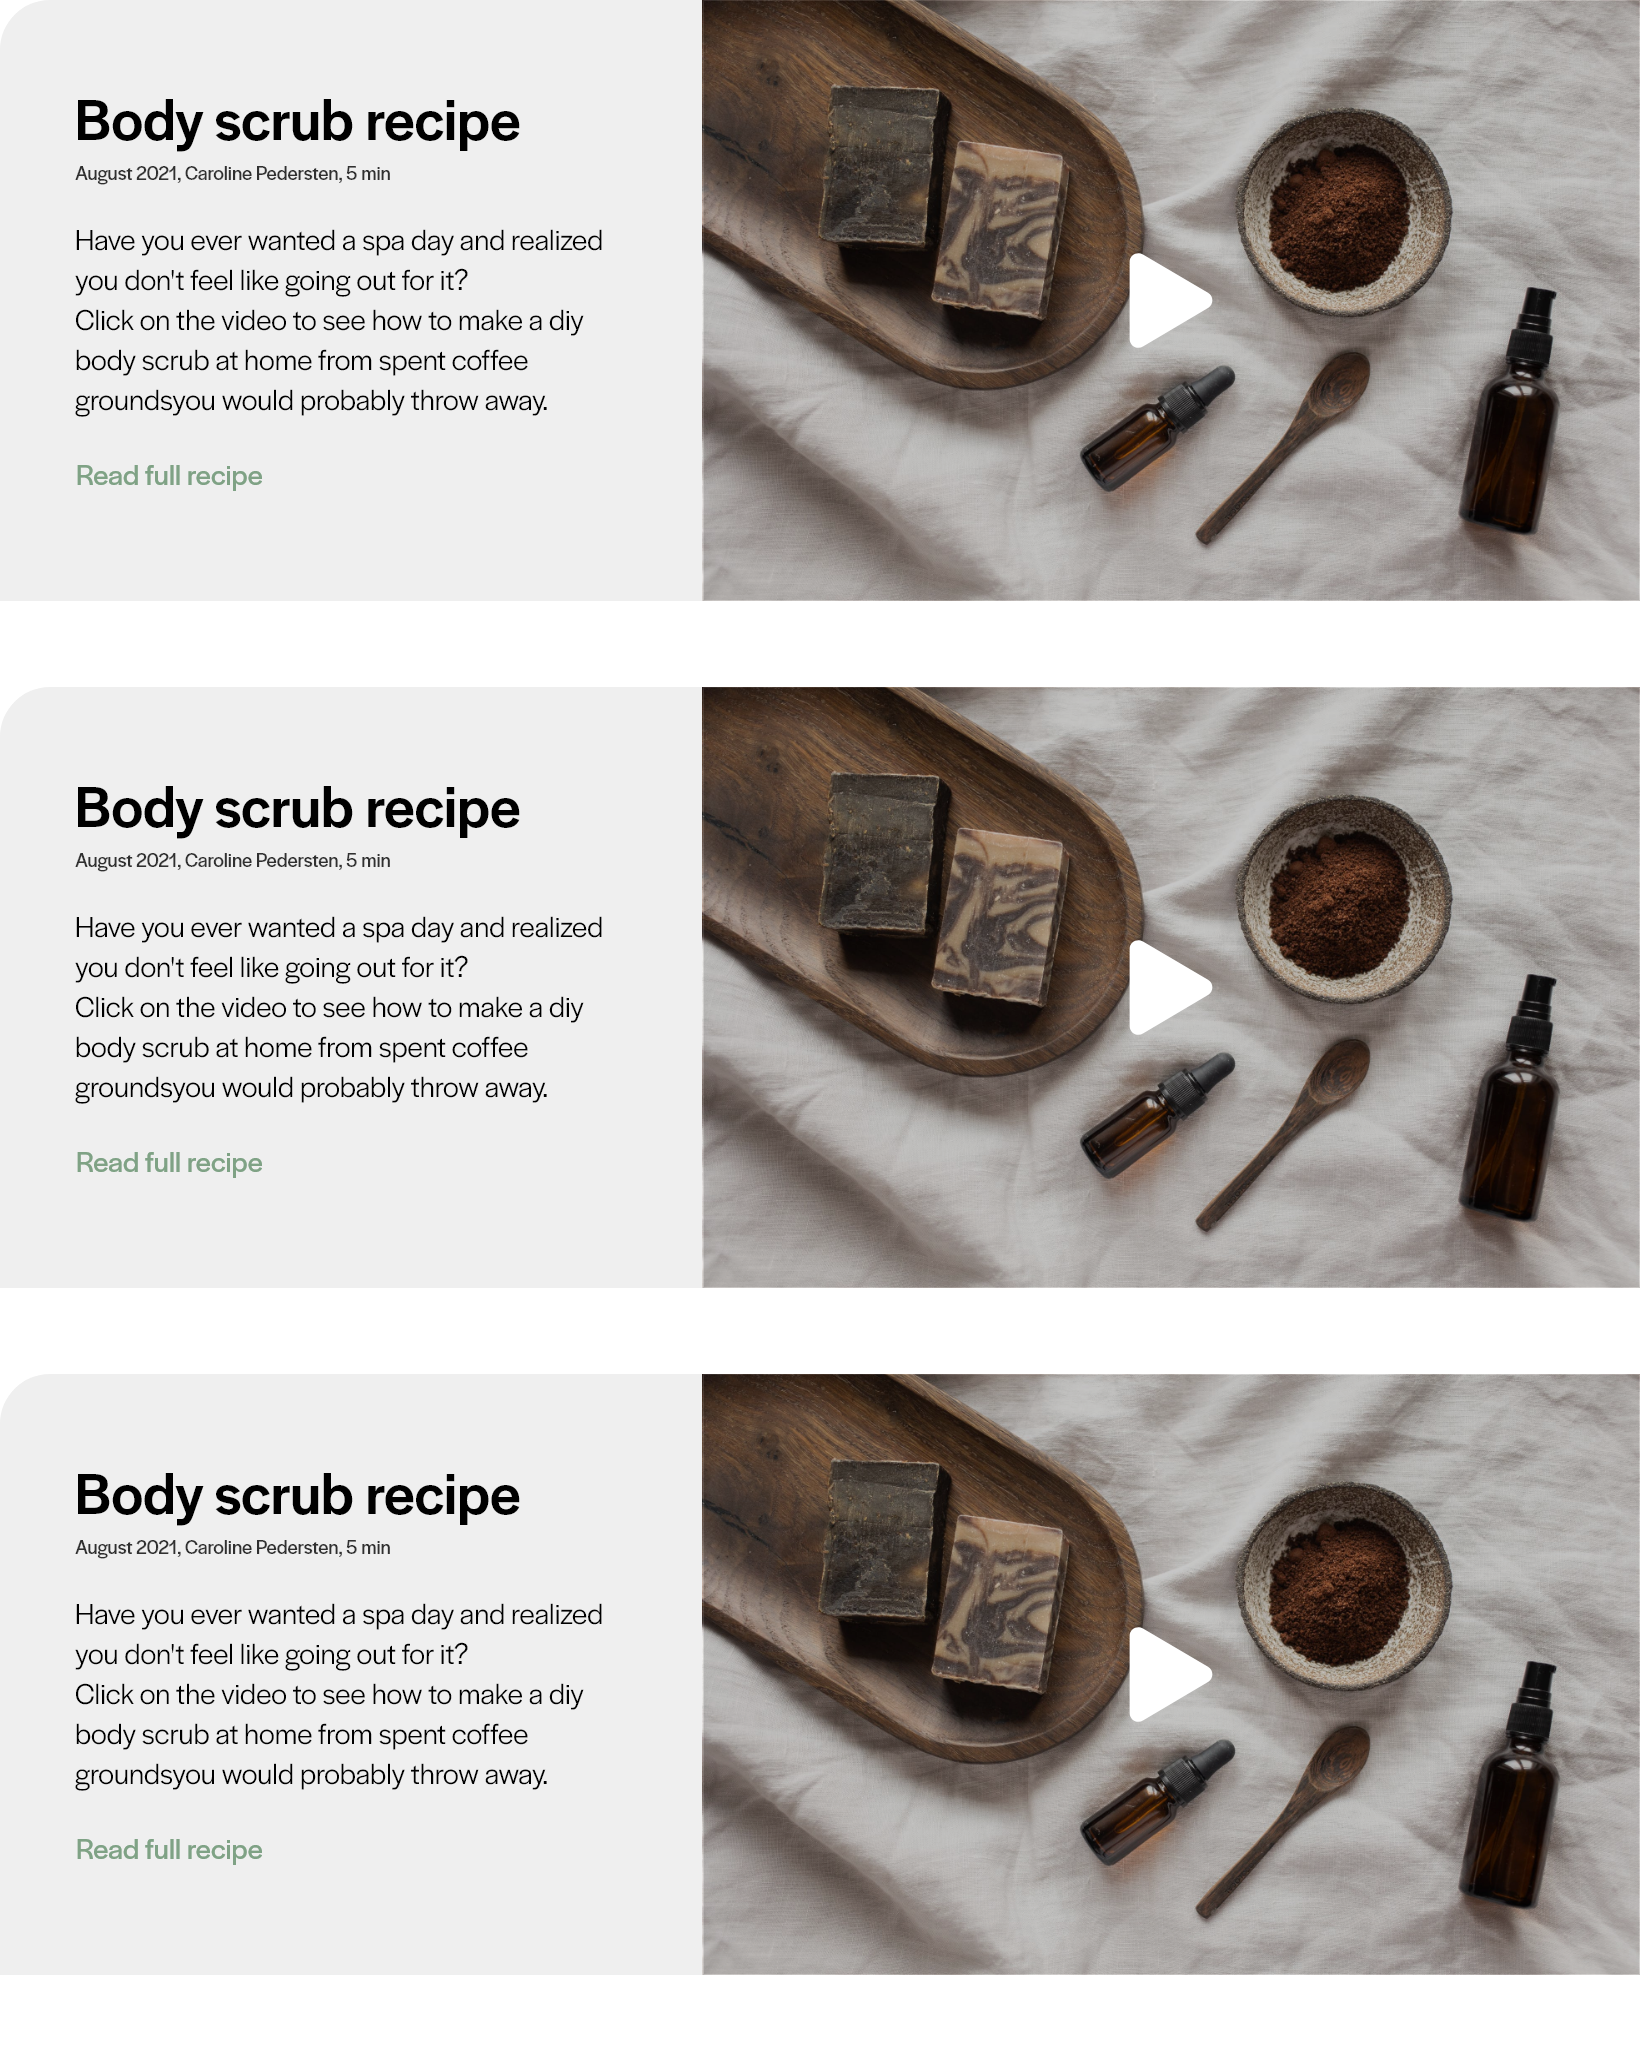 Body scrub recipe
August 2021, Caroline Pedersten, 5 min
Have you ever wanted a spa day and realized
you don't feel like going out for it?
Click on the video to see how to make a diy
body scrub at home from spent coffee
groundsyou would probably throw away.
Read full recipe
Body scrub recipe
August 2021, Caroline Pedersten, 5 min
Have you ever wanted a spa day and realized
you don't feel like going out for it?
Click on the video to see how to make a diy
body scrub at home from spent coffee
groundsyou would probably throw away.
Read full recipe
Body scrub recipe
August 2021, Caroline Pedersten, 5 min
Have you ever wanted a spa day and realized
you don't feel like going out for it?
Click on the video to see how to make a diy
body scrub at home from spent coffee
groundsyou would probably throw away.
Read full recipe